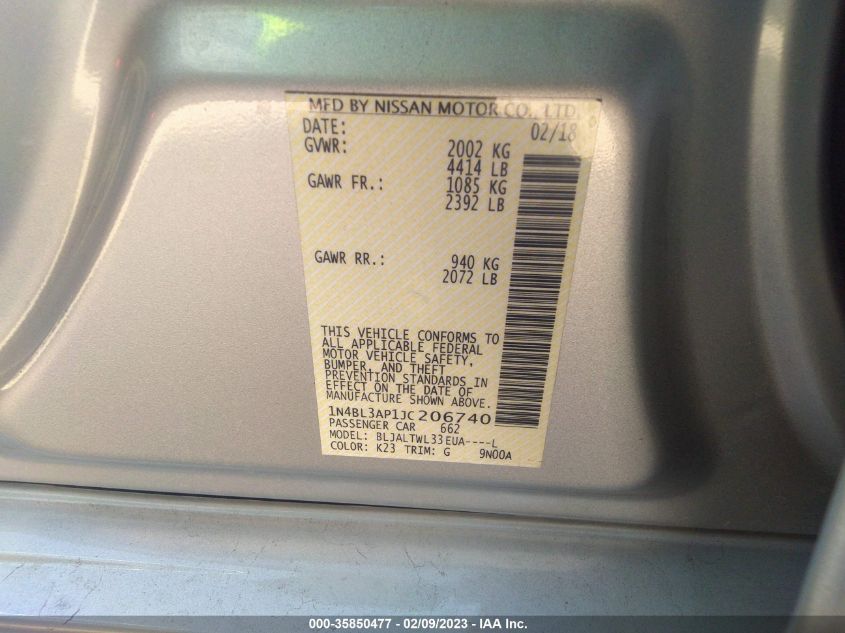 MFD BY NISSAN MOTOR CO., LTD.
DATE: 02/18
GVWR: 2002 KG
4414 LB
GAWR FR.: 1085 KG
2392 LB
GAWR RR.: 940 KG
2072 LB
THIS VEHICLE CONFORMS TO
ALL APPLICABLE FEDERAL
MOTOR VEHICLE SAFETY,
BUMPER, AND THEFT
PREVENTION STANDARDS IN
EFFECT ON THE DATE OF
MANUFACTURE SHOWN ABOVE.
1N4BL3AP1JC206740
PASSENGER CAR 662
MODEL: BLJALTWL33EUA----L
COLOR: K23 TRIM: G 9N00A
000-35850477 - 02/09/2023 - IAA Inc.